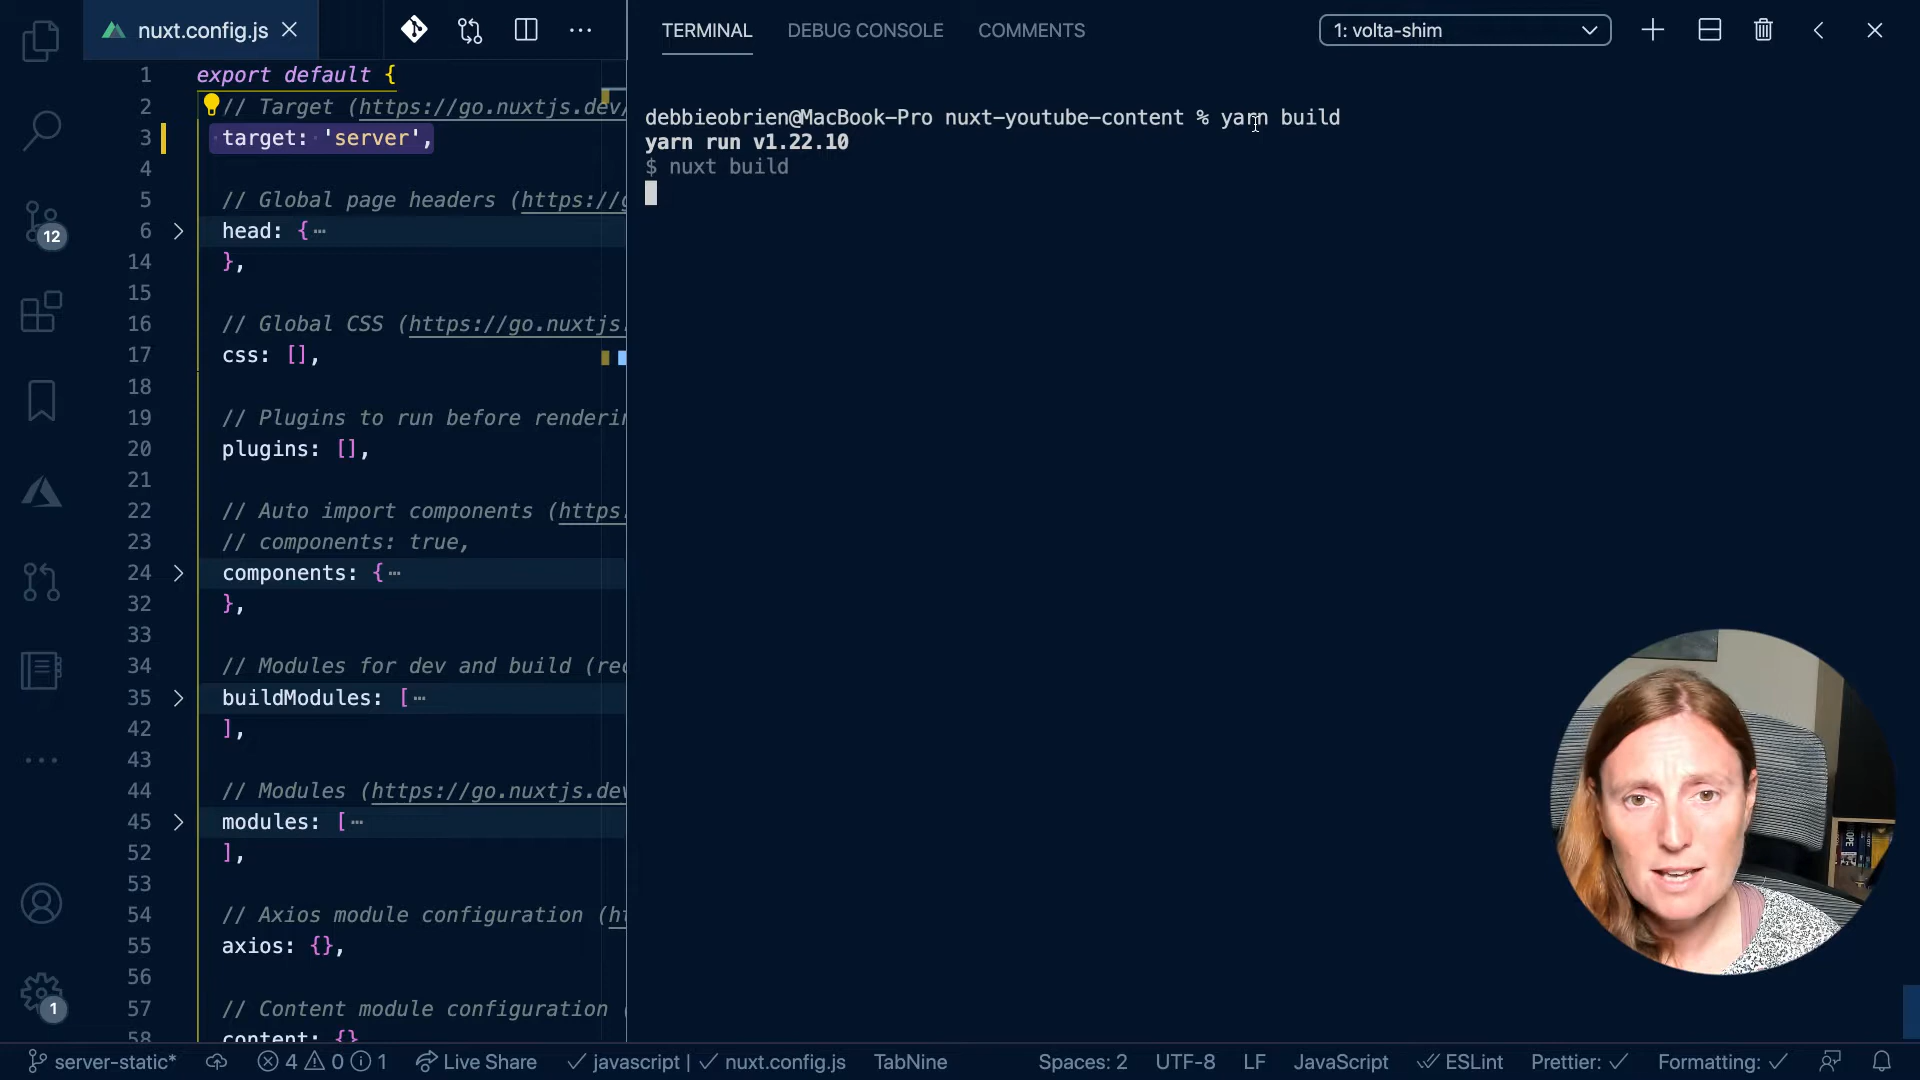 nuxt.config.js
TERMINAL
DEBUG CONSOLE
COMMENTS
1: volta-shim
1 export default {
2 // Target (https://go.nuxtjs.dev/
3 target: 'server',
4
5 // Global page headers (https://g
6 head: {
14 },
15
16 // Global CSS (https://go.nuxtjs.
17 css: [],
18
19 // Plugins to run before renderin
20 plugins: [],
21
22 // Auto import components (https:
23 // components: true,
24 components: {
32 },
33
34 // Modules for dev and build (rec
35 buildModules: [
42 ],
43
44 // Modules (https://go.nuxtjs.dev
45 modules: [
52 ],
53
54 // Axios module configuration (ht
55 axios: {},
56
57 // Content module configuration (
58 content: {}
debbieobrien@MacBook-Pro nuxt-youtube-content % yarn build
yarn run v1.22.10
$ nuxt build
12
1
server-static* 4 0 1 Live Share javascript | nuxt.config.js TabNine Spaces: 2 UTF-8 LF JavaScript ESLint Prettier: Formatting: